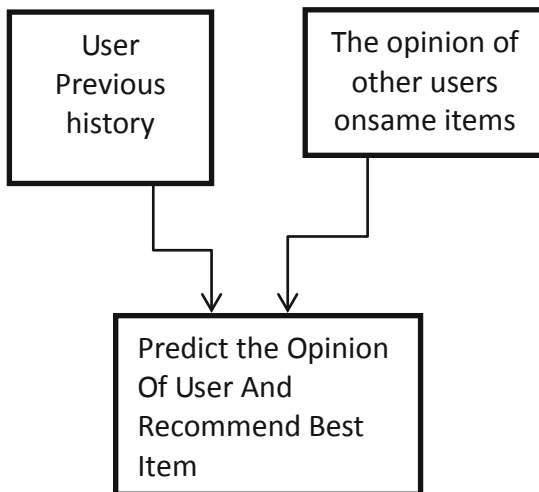 User
Previous
history
The opinion of
other users
onsame items
Predict the Opinion
Of User And
Recommend Best
Item